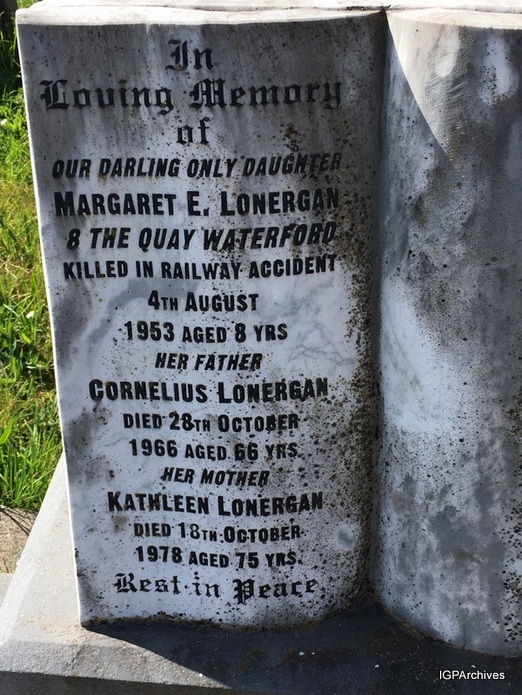 In
Loving Memory
of
OUR DARLING ONLY DAUGHTER
MARGARET E. LONERGAN
8 THE QUAY WATERFORD
KILLED IN RAILWAY ACCIDENT
4TH AUGUST
1953 AGED 8 YRS
HER FATHER
CORNELIUS LONERGAN
DIED 28TH OCTOBER
1966 AGED 66 YRS.
HER MOTHER
KATHLEEN LONERGAN
DIED 18TH OCTOBER
1978 AGED 75 YRS.
Rest in Peace
IGPArchives